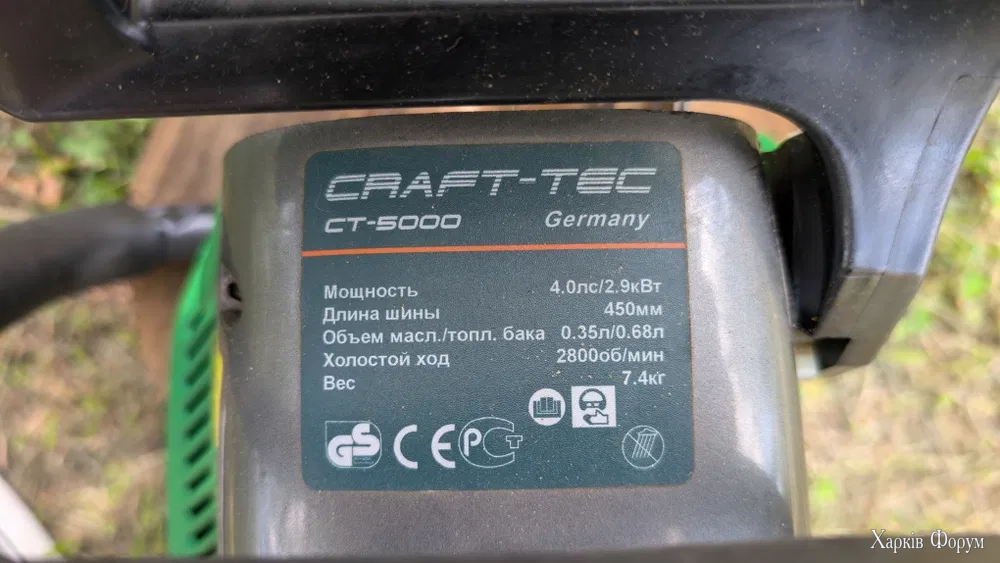 CRAFT-TEC
CT-5000 Germany
Мощность 4.0лс/2.9кВт
Длина шины 450мм
Объем масл./топл. бака 0.35л/0.68л
Холостой ход 2800об/мин
Вес 7.4кг
GS CE РСТ
Харків Форум